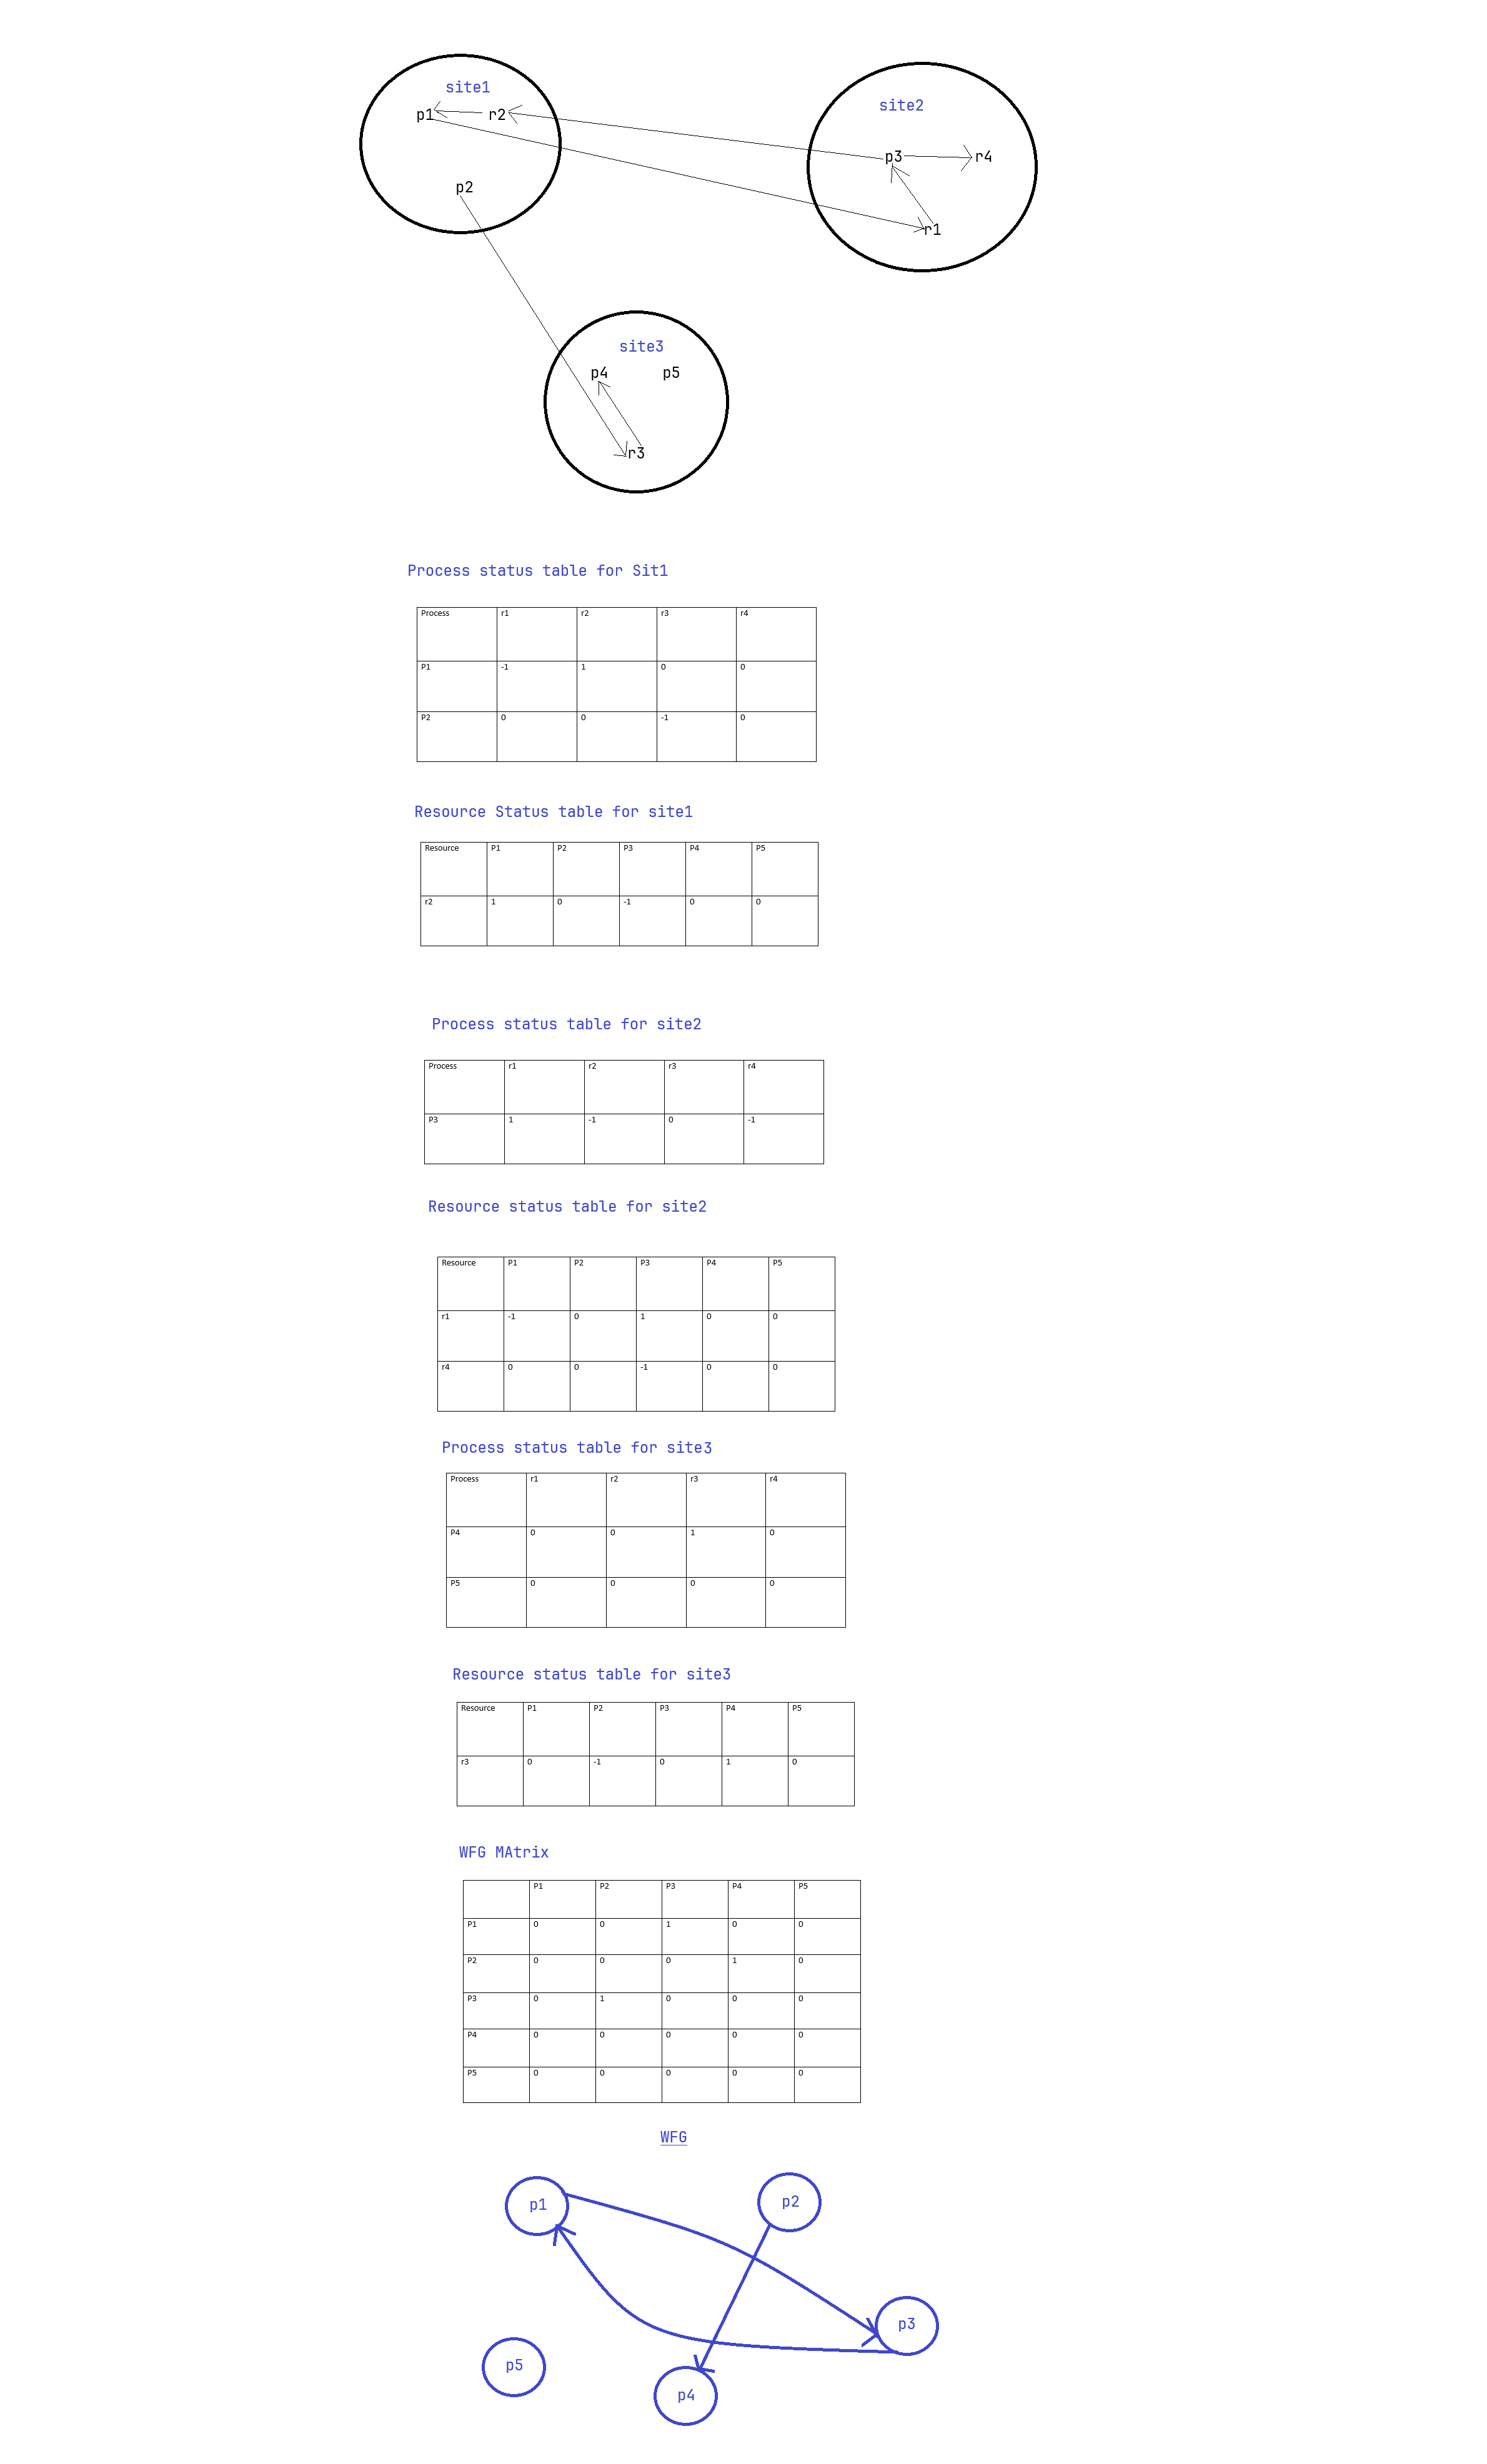 site1
p1 r2
p2
site2
p3 r4
r1
site3
p4 p5
r3
Process status table for Sit1
Process r1 r2 r3 r4
P1 -1 1 0 0
P2 0 0 -1 0
Resource Status table for site1
Resource P1 P2 P3 P4 P5
r2 1 0 -1 0 0
Process status table for site2
Process r1 r2 r3 r4
P3 1 -1 0 -1
Resource status table for site2
Resource P1 P2 P3 P4 P5
r1 -1 0 1 0 0
r4 0 0 -1 0 0
Process status table for site3
Process r1 r2 r3 r4
P4 0 0 1 0
P5 0 0 0 0
Resource status table for site3
Resource P1 P2 P3 P4 P5
r3 0 -1 0 1 0
WFG MAtrix
P1 P2 P3 P4 P5
P1 0 0 1 0 0
P2 0 0 0 1 0
P3 0 1 0 0 0
P4 0 0 0 0 0
P5 0 0 0 0 0
WFG
p1 p2
p3
p5
p4